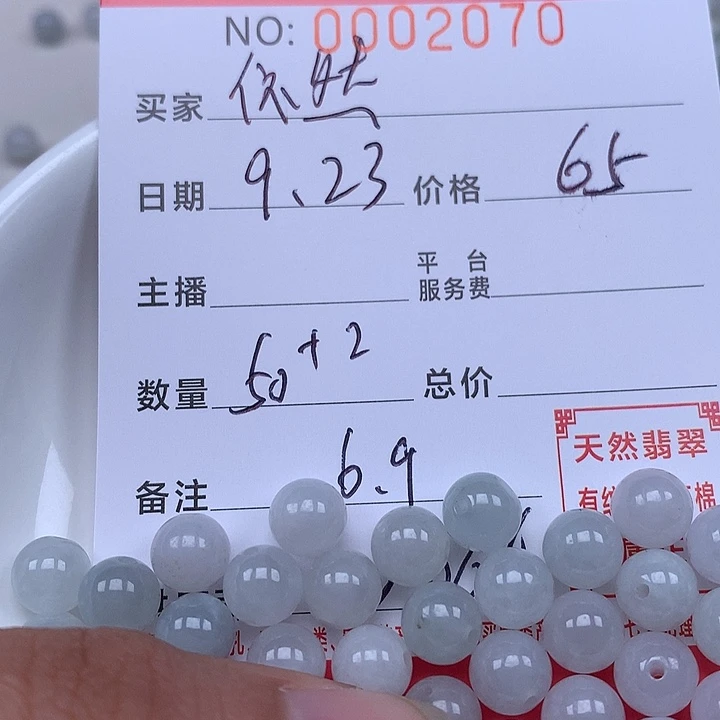 NO: 0002070
买家 依然
日期 9.23 价格 65
主播 平台服务费
数量 50+2 总价
备注 6.9
天然翡翠